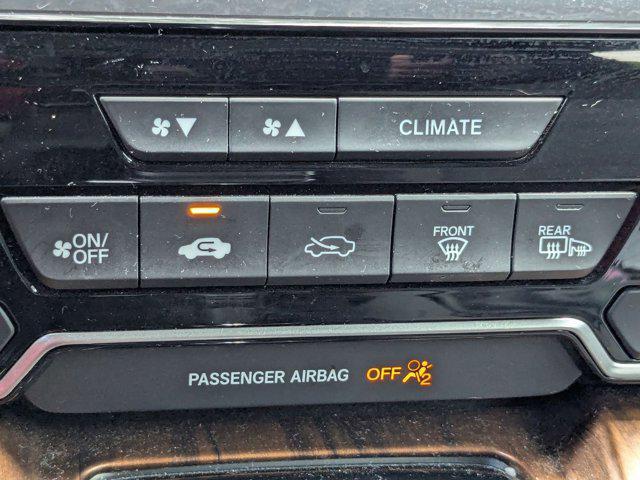 CLIMATE
ON/
OFF
FRONT
REAR
PASSENGER AIRBAG OFF 2